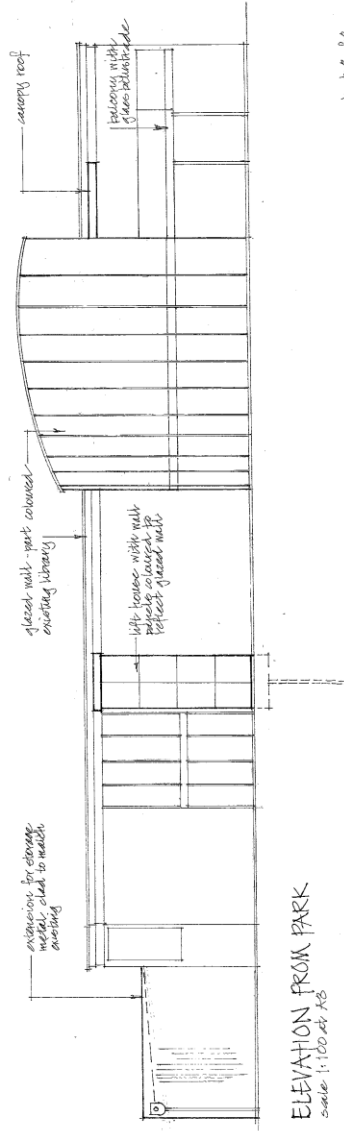 extension for storage
metal clad to match
existing
glazed wall - part coloured
existing library
canopy roof
lift house with wall
panels coloured to
reflect glazed wall
balcony with
glass balustrade
ELEVATION FROM PARK
scale 1:100 at A3